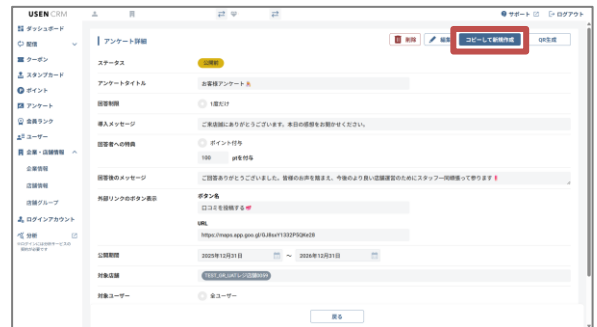 USEN CRM
サポート
ログアウト
ダッシュボード
配信
クーポン
スタンプカード
ポイント
アンケート
会員ランク
ユーザー
企業・店舗情報
企業情報
店舗情報
店舗グループ
ログインアカウント
分析
アンケート詳細
削除
編集
コピーして新規作成
QR生成
ステータス
公開前
アンケートタイトル
お客様アンケート
回答制限
1度だけ
導入メッセージ
ご来店誠にありがとうございます。本日の感想をお聞かせください。
回答者への特典
ポイント付与
100 ptを付与
回答後のメッセージ
ご回答ありがとうございました。皆様のお声を踏まえ、今後のより良い店舗運営のためにスタッフ一同頑張って参ります
外部リンクのボタン表示
ボタン名
口コミを投稿する
URL
公開期間
2025年12月31日 ～ 2026年12月31日
対象店舗
対象ユーザー
全ユーザー
戻る